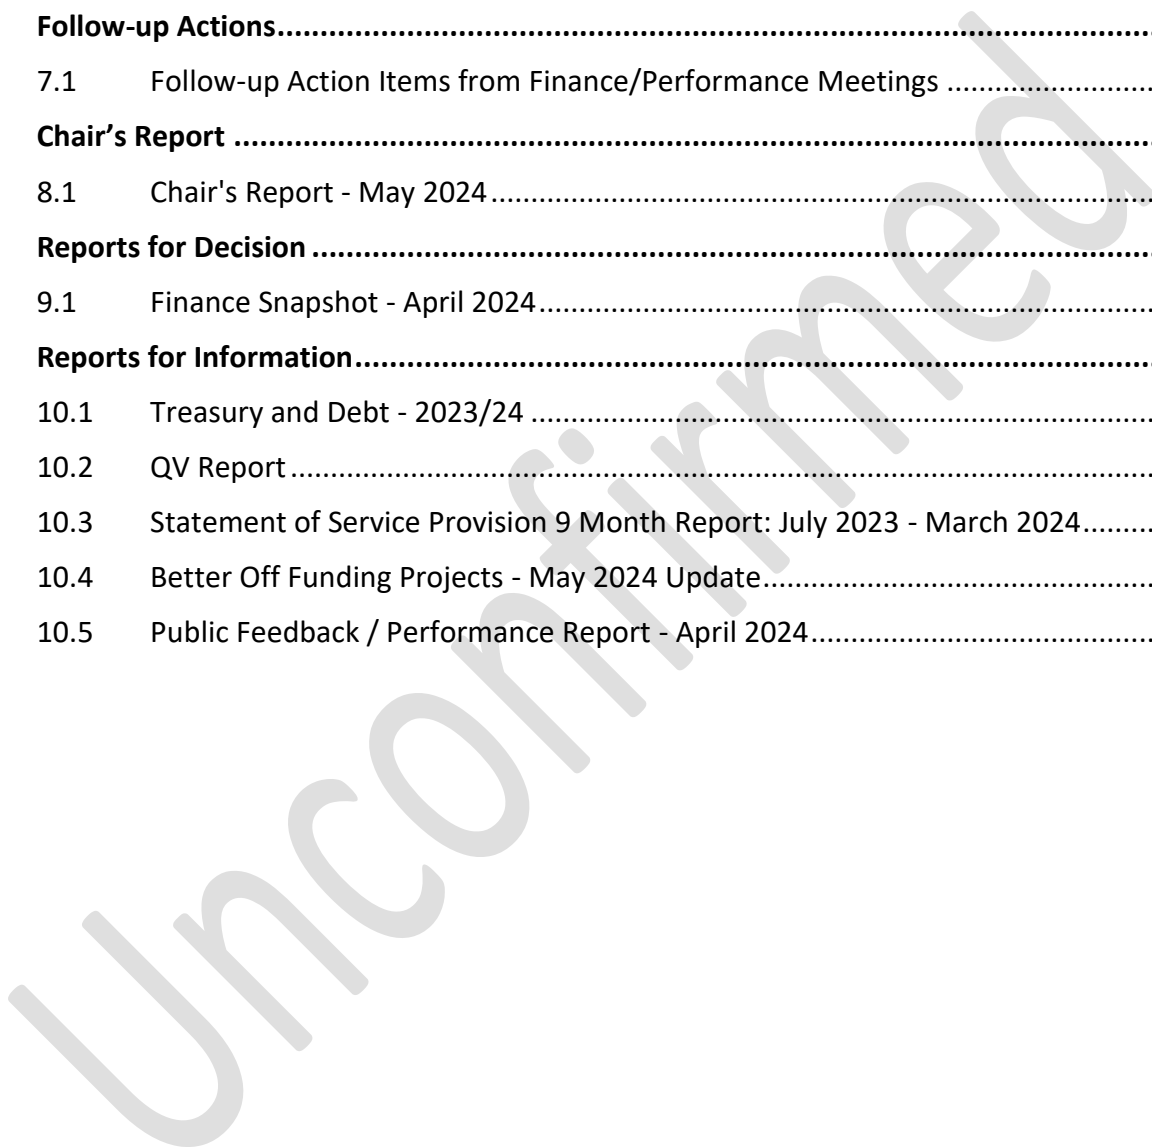 Follow-up Actions..........................................................................................
7.1 Follow-up Action Items from Finance/Performance Meetings ..........................
Chair’s Report ................................................................................................
8.1 Chair's Report - May 2024....................................................................................
Reports for Decision .......................................................................................
9.1 Finance Snapshot - April 2024..............................................................................
Reports for Information..................................................................................
10.1 Treasury and Debt - 2023/24 ...............................................................................
10.2 QV Report..............................................................................................................
10.3 Statement of Service Provision 9 Month Report: July 2023 - March 2024.........
10.4 Better Off Funding Projects - May 2024 Update..................................................
10.5 Public Feedback / Performance Report - April 2024...........................................
Unconfirmed